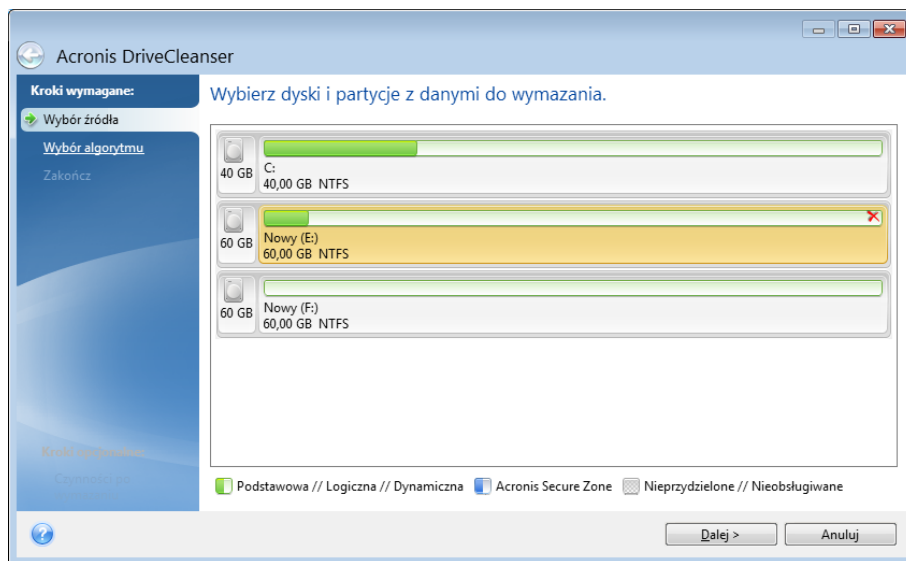 Acronis DriveCleanser
Kroki wymagane:
Wybór źródła
Wybór algorytmu
Zakończ
Wybierz dyski i partycje z danymi do wymazania.
40 GB
C:
40,00 GB NTFS
60 GB
Nowy (E:)
60,00 GB NTFS
60 GB
Nowy (F:)
60,00 GB NTFS
Podstawowa // Logiczna // Dynamiczna
Acronis Secure Zone
Nieprzydzielone // Nieobsługiwane
Dalej >
Anuluj